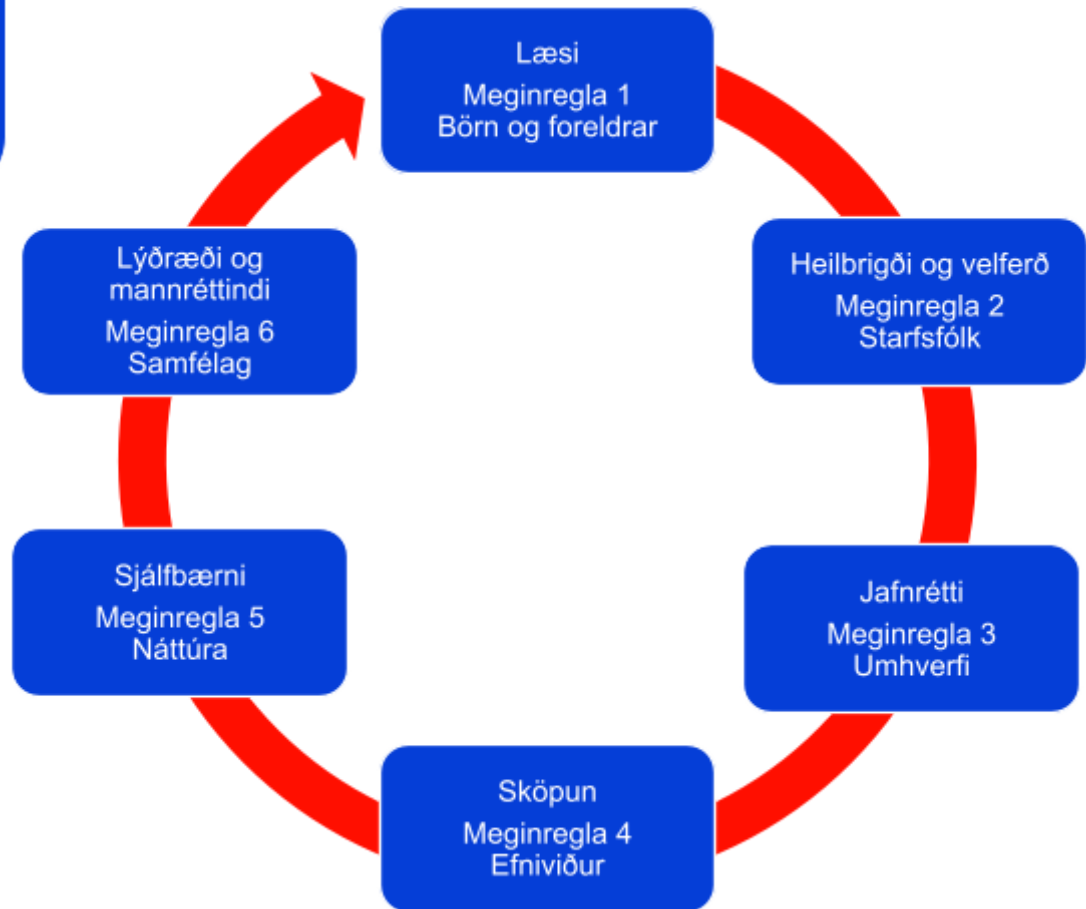 Læsi
Meginregla 1
Börn og foreldrar
Heilbrigði og velferð
Meginregla 2
Starfsfólk
Jafnrétti
Meginregla 3
Umhverfi
Sköpun
Meginregla 4
Efniviður
Sjálfbærni
Meginregla 5
Náttúra
Lýðræði og
mannréttindi
Meginregla 6
Samfélag